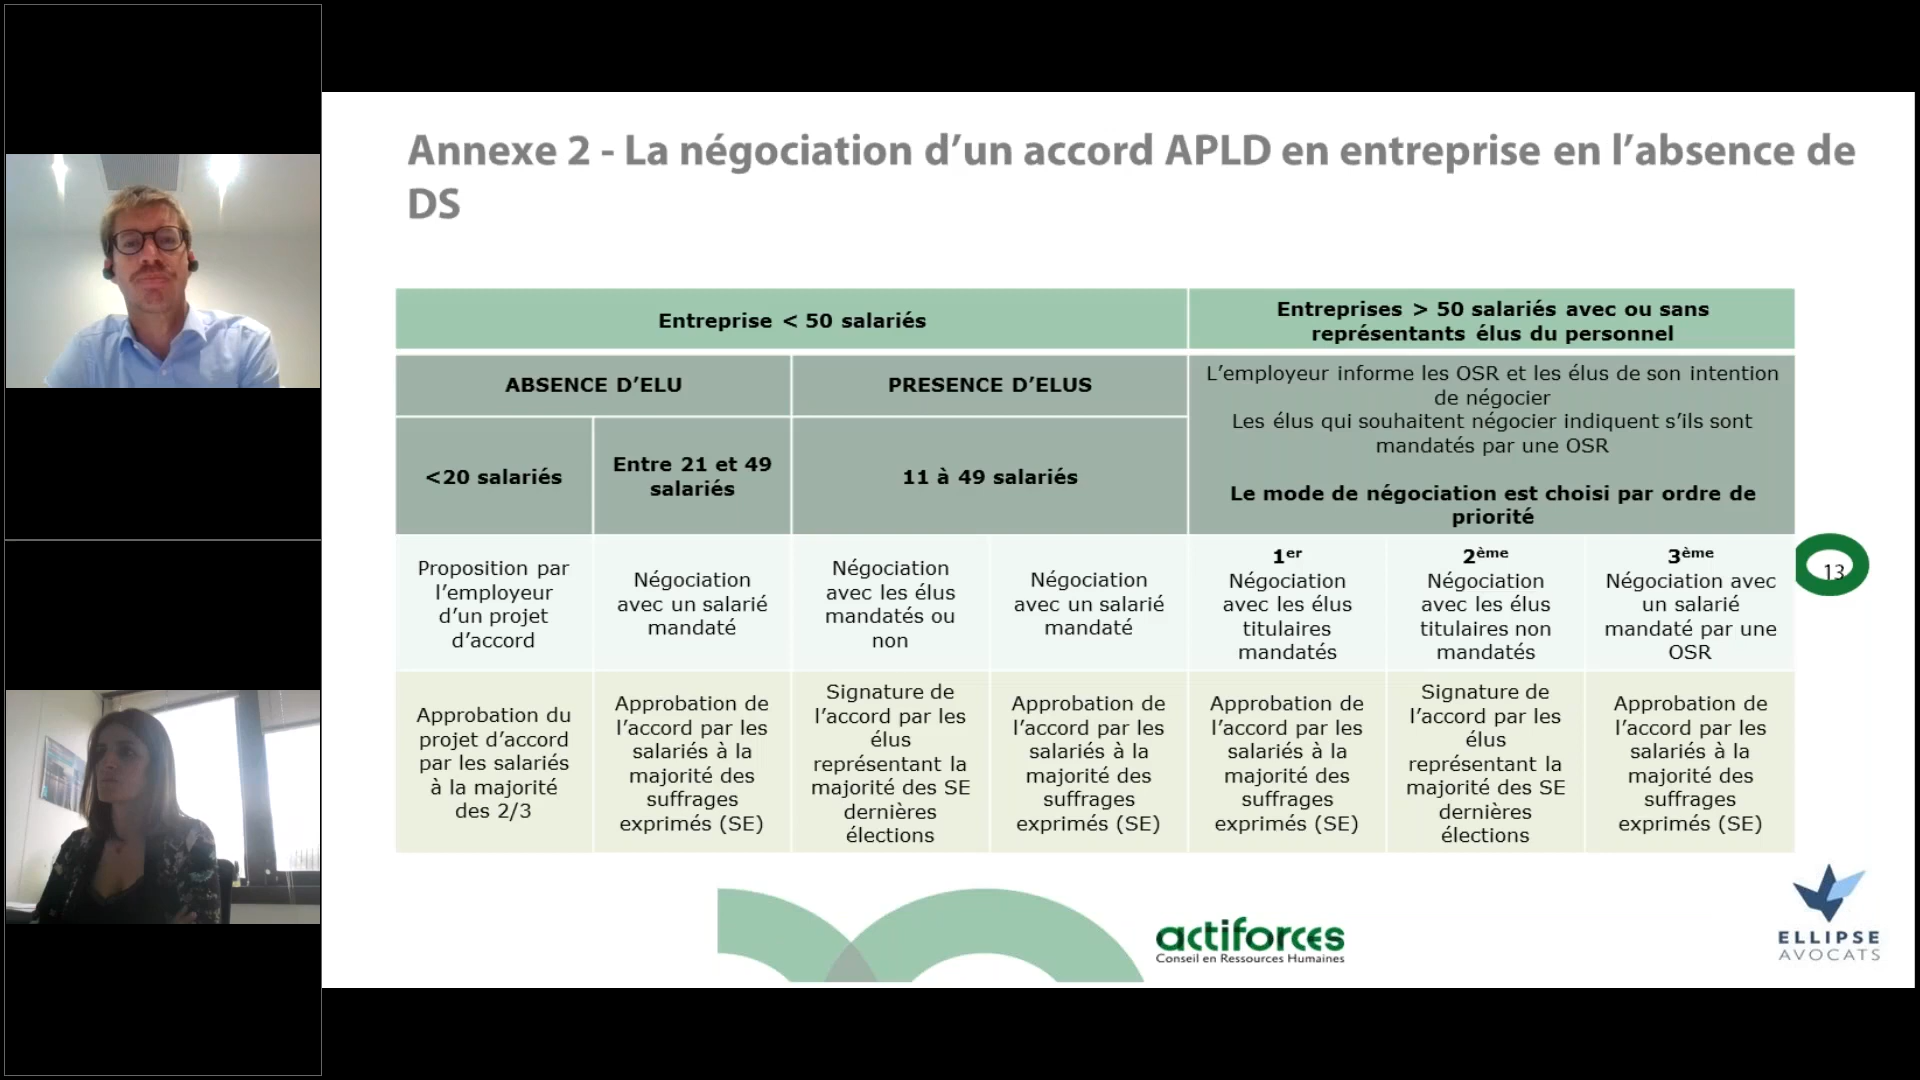 Annexe 2 - La négociation d’un accord APLD en entreprise en l’absence de
DS
Entreprise < 50 salariés
Entreprises > 50 salariés avec ou sans
représentants élus du personnel
ABSENCE D’ELU
PRESENCE D’ELUS
L’employeur informe les OSR et les élus de son intention
de négocier
Les élus qui souhaitent négocier indiquent s’ils sont
mandatés par une OSR
Le mode de négociation est choisi par ordre de
priorité
<20 salariés
Entre 21 et 49
salariés
11 à 49 salariés
Proposition par
l’employeur
d’un projet
d’accord
Négociation
avec un salarié
mandaté
Négociation
avec les élus
mandatés ou
non
Négociation
avec un salarié
mandaté
1er
Négociation
avec les élus
titulaires
mandatés
2ème
Négociation
avec les élus
titulaires non
mandatés
3ème
Négociation avec
un salarié
mandaté par une
OSR
13
Approbation du
projet d’accord
par les salariés
à la majorité
des 2/3
Approbation de
l’accord par les
salariés à la
majorité des
suffrages
exprimés (SE)
Signature de
l’accord par les
élus
représentant la
majorité des SE
dernières
élections
Approbation de
l’accord par les
salariés à la
majorité des
suffrages
exprimés (SE)
Approbation de
l’accord par les
salariés à la
majorité des
suffrages
exprimés (SE)
Signature de
l’accord par les
élus
représentant la
majorité des SE
dernières
élections
Approbation de
l’accord par les
salariés à la
majorité des
suffrages
exprimés (SE)
actiforces
Conseil en Ressources Humaines
ELLIPSE
AVOCATS